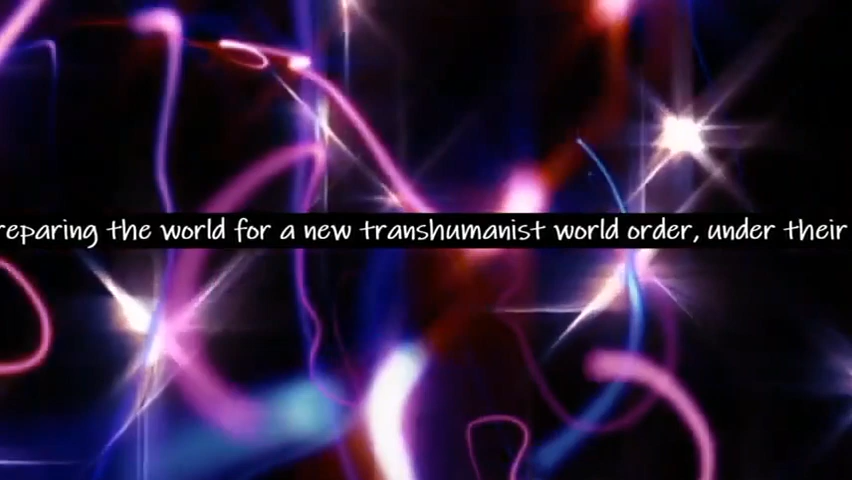 reparing the world for a new transhumanist world order, under their